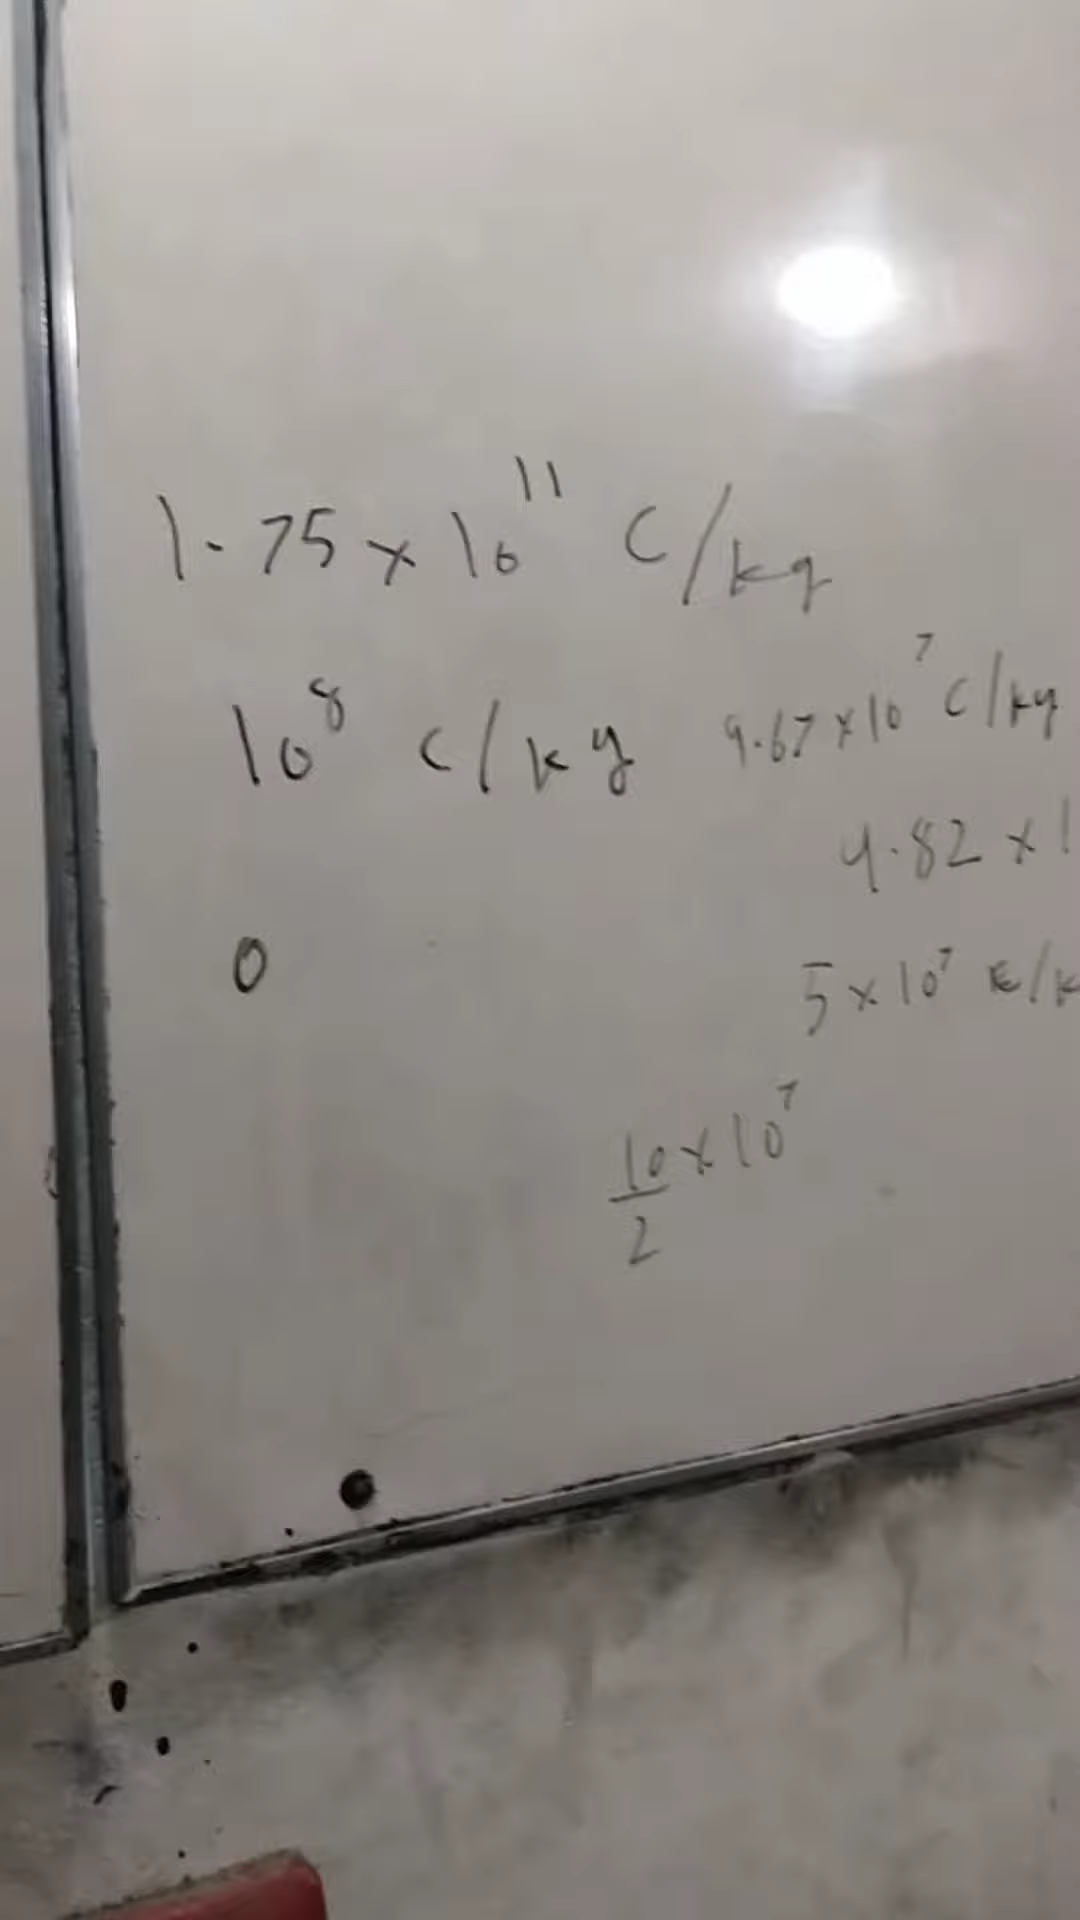 1.75 x 10¹¹ C/kg
10⁸ C/kg 9.67 x 10⁷ C/kg
4.82 x 1
0
5 x 10⁷ C/k
10/2 x 10⁷